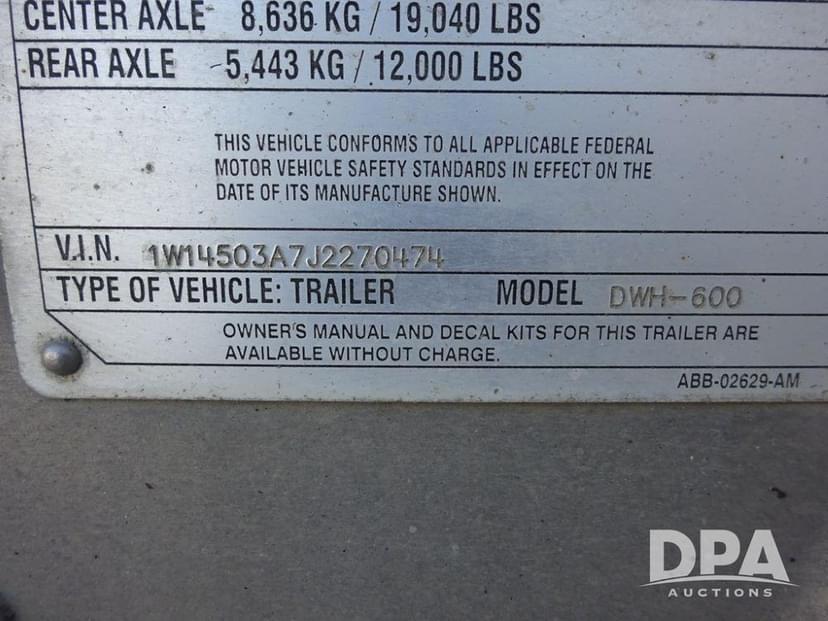 CENTER AXLE 8,636 KG / 19,040 LBS
REAR AXLE 5,443 KG / 12,000 LBS
THIS VEHICLE CONFORMS TO ALL APPLICABLE FEDERAL
MOTOR VEHICLE SAFETY STANDARDS IN EFFECT ON THE
DATE OF ITS MANUFACTURE SHOWN.
V.I.N. 1W14503A7J2270474
TYPE OF VEHICLE: TRAILER MODEL DWH-600
OWNER'S MANUAL AND DECAL KITS FOR THIS TRAILER ARE
AVAILABLE WITHOUT CHARGE.
ABB-02629-AM
DPA
AUCTIONS